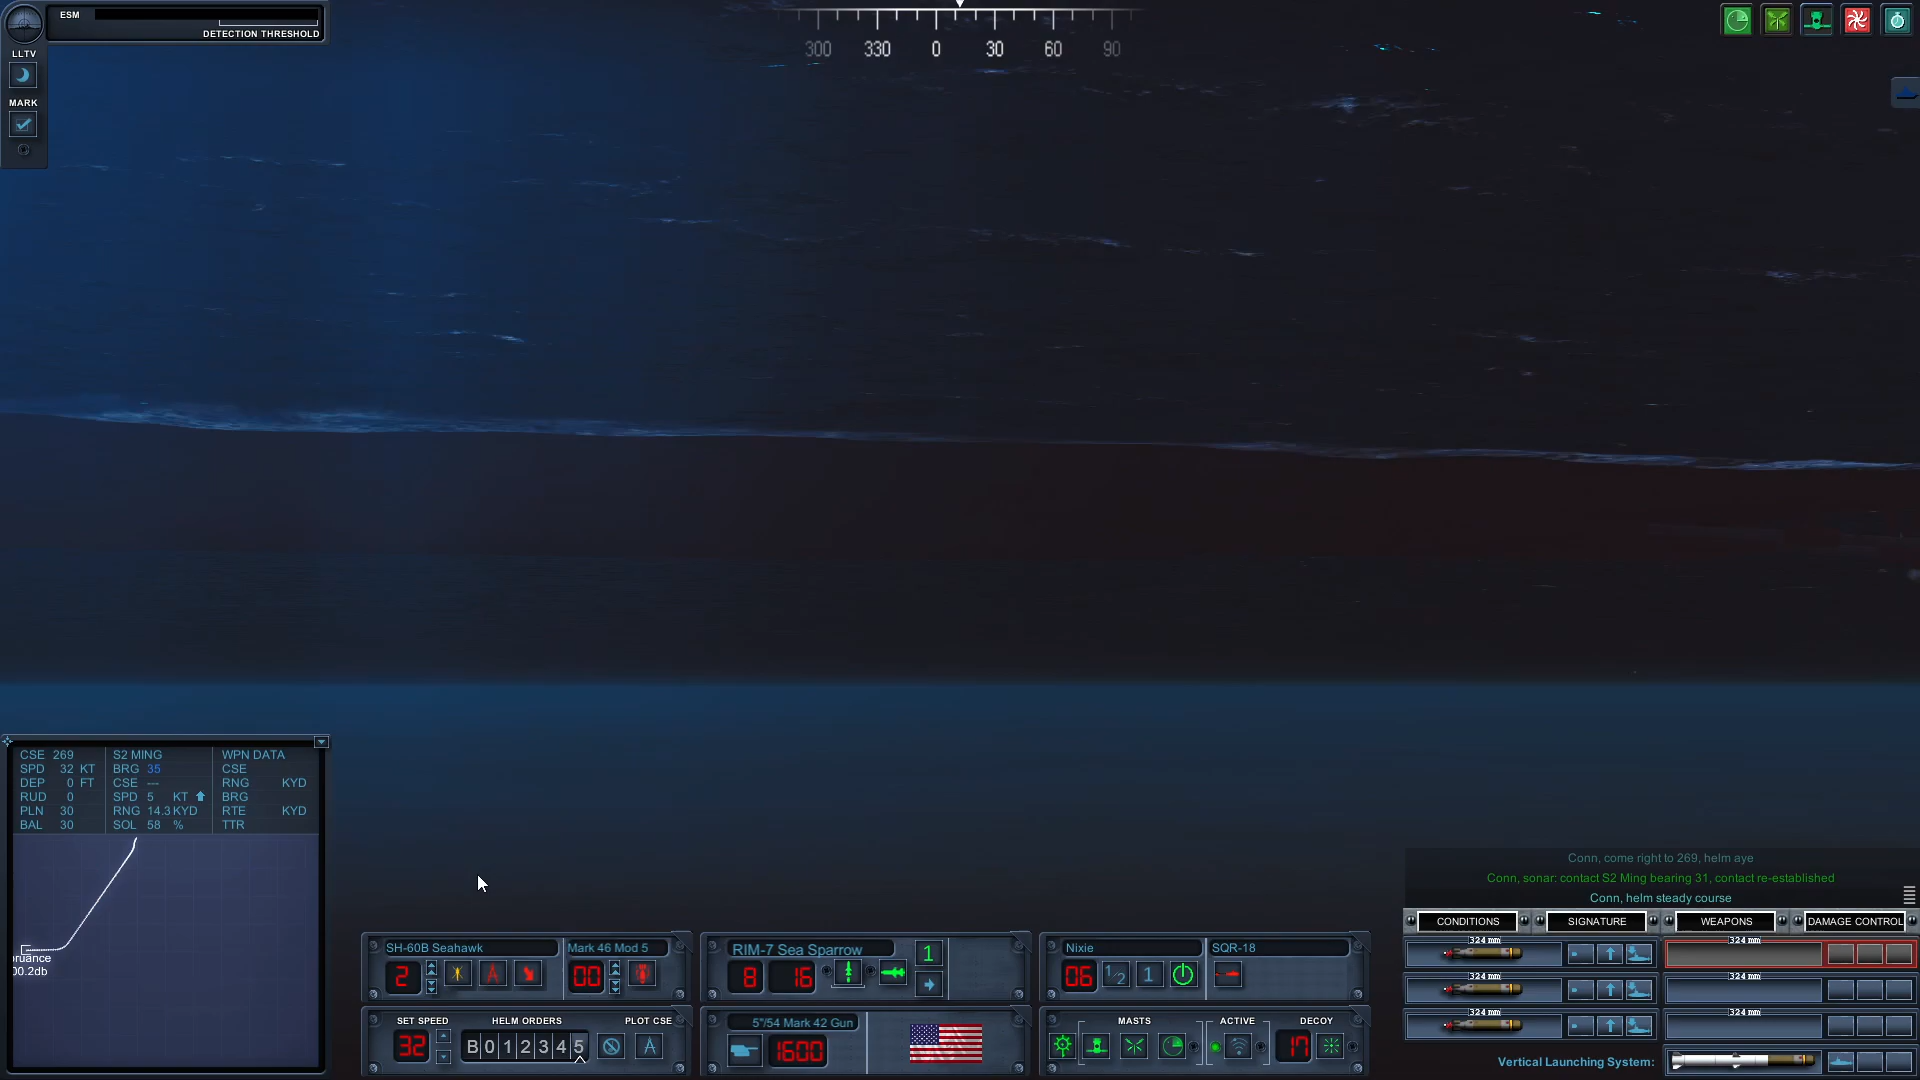 ESM
DETECTION THRESHOLD
LLTV
MARK
300 330 0 30 60 90
CSE 269
SPD 32 KT
DEP 0 FT
RUD 0
PLN 30
BAL 30
S2 MING
BRG 35
CSE ---
SPD 5 KT
RNG 14.3 KYD
SOL 58 %
WPN DATA
CSE
RNG KYD
BRG
RTE KYD
TTR
ruance
00.2db
SH-60B Seahawk
2
Mark 46 Mod 5
00
SET SPEED
32
HELM ORDERS
B 0 1 2 3 4 5
PLOT CSE
RIM-7 Sea Sparrow
8 16
1
5"/54 Mark 42 Gun
1600
Nixie
06 1/2 1
SQR-18
MASTS
ACTIVE
DECOY
17
Conn, come right to 269, helm aye
Conn, sonar: contact S2 Ming bearing 31, contact re-established
Conn, helm steady course
CONDITIONS SIGNATURE WEAPONS DAMAGE CONTROL
324 mm 324 mm
324 mm 324 mm
324 mm 324 mm
Vertical Launching System: